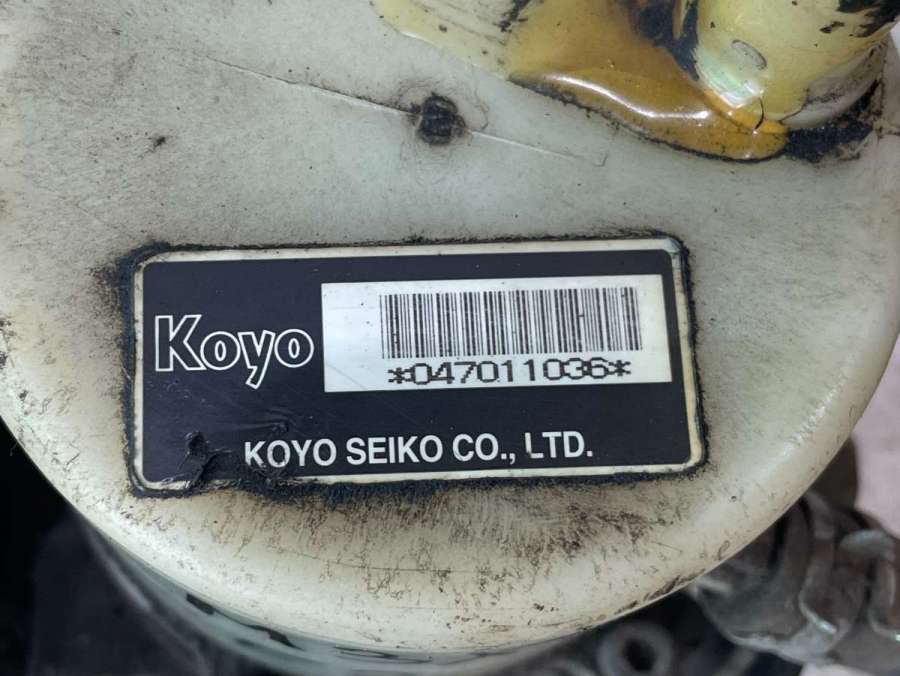 Koyo
*047011036*
KOYO SEIKO CO., LTD.